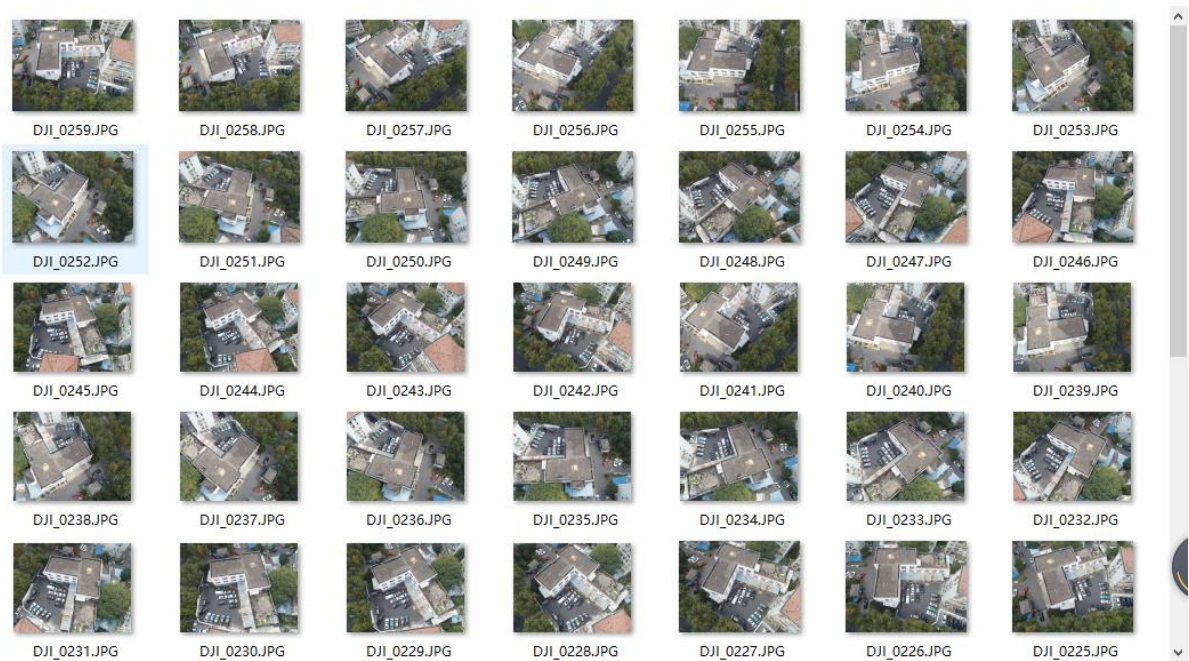 DJI_0259.JPG DJI_0258.JPG DJI_0257.JPG DJI_0256.JPG DJI_0255.JPG DJI_0254.JPG DJI_0253.JPG
DJI_0252.JPG DJI_0251.JPG DJI_0250.JPG DJI_0249.JPG DJI_0248.JPG DJI_0247.JPG DJI_0246.JPG
DJI_0245.JPG DJI_0244.JPG DJI_0243.JPG DJI_0242.JPG DJI_0241.JPG DJI_0240.JPG DJI_0239.JPG
DJI_0238.JPG DJI_0237.JPG DJI_0236.JPG DJI_0235.JPG DJI_0234.JPG DJI_0233.JPG DJI_0232.JPG
DJI_0231.JPG DJI_0230.JPG DJI_0229.JPG DJI_0228.JPG DJI_0227.JPG DJI_0226.JPG DJI_0225.JPG